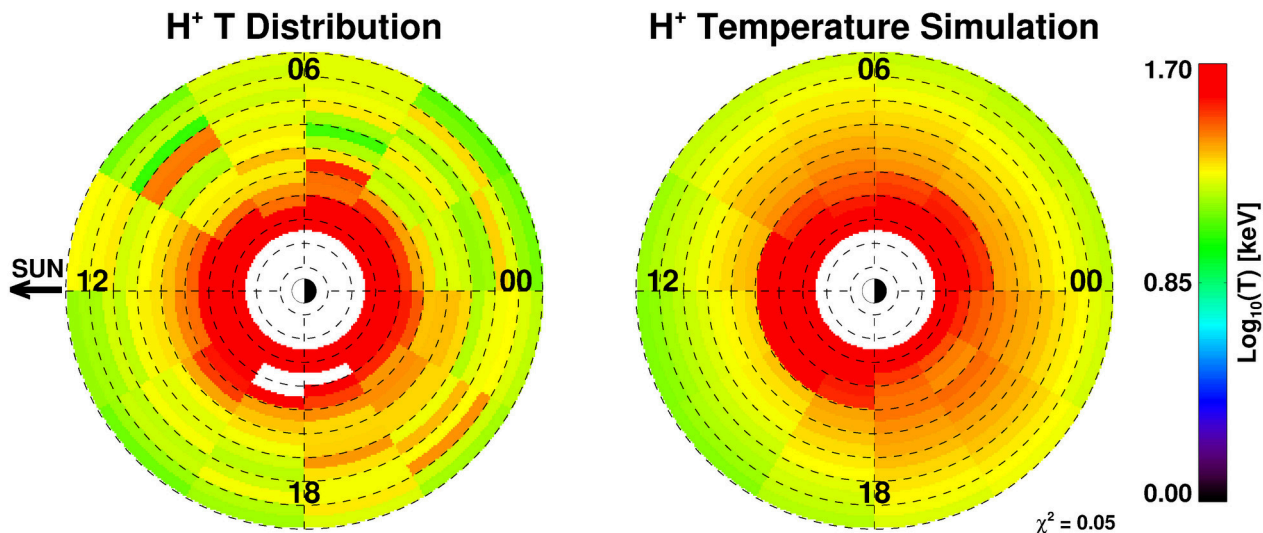 H⁺ T Distribution
H⁺ Temperature Simulation
06
06
1.70
SUN
12
00
12
00
0.85
Log₁₀(T) [keV]
18
18
0.00
χ² = 0.05